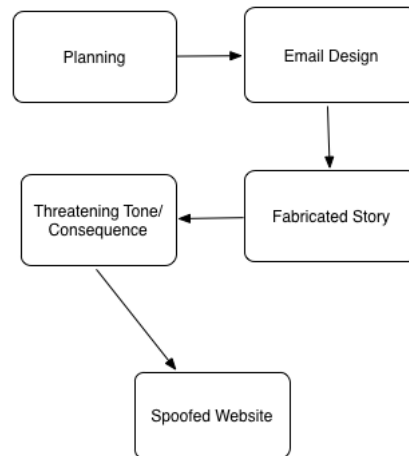 Planning
Email Design
Fabricated Story
Threatening Tone/
Consequence
Spoofed Website